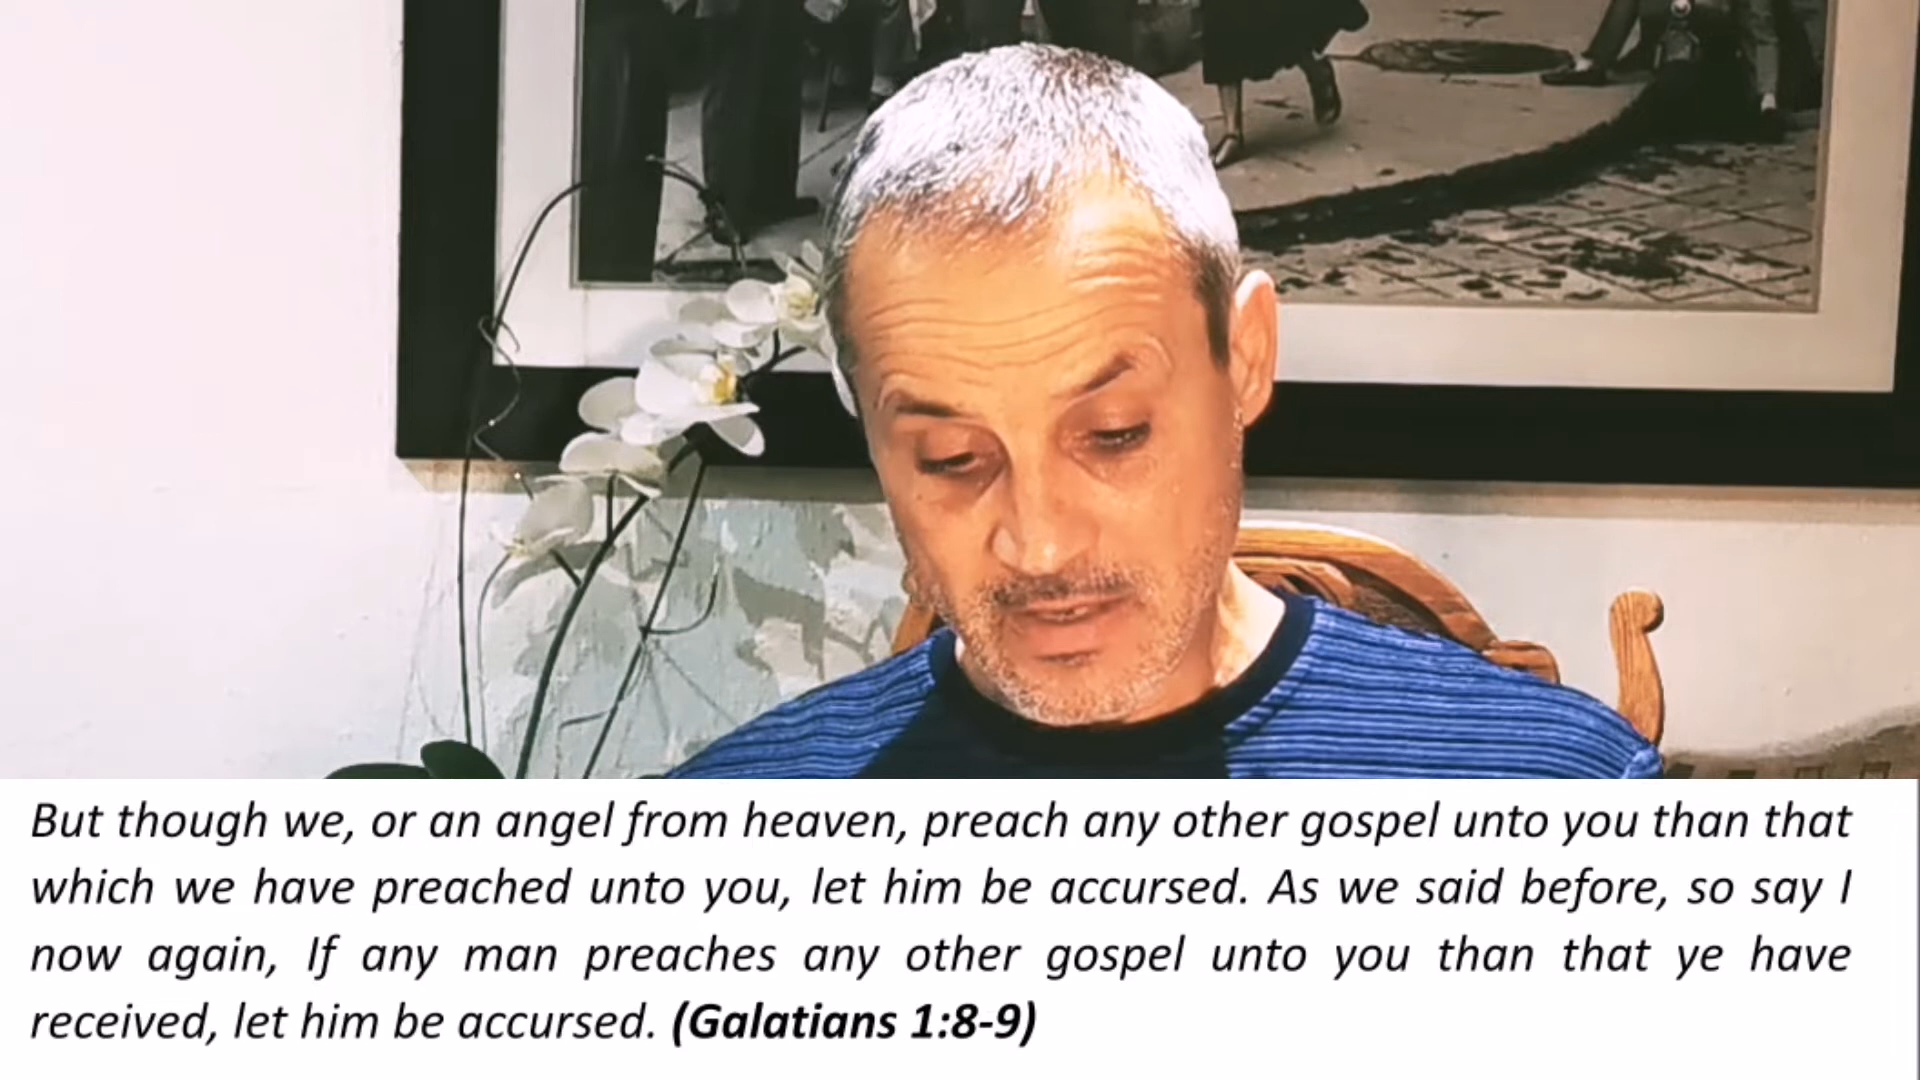 But though we, or an angel from heaven, preach any other gospel unto you than that
which we have preached unto you, let him be accursed. As we said before, so say I
now again, If any man preaches any other gospel unto you than that ye have
received, let him be accursed. (Galatians 1:8-9)